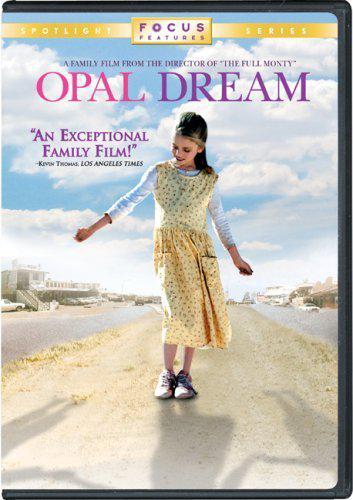 SPOTLIGHT FOCUS FEATURES SERIES
A FAMILY FILM FROM THE DIRECTOR OF "THE FULL MONTY"
OPAL DREAM
"AN EXCEPTIONAL
FAMILY FILM!"
-KEVIN THOMAS, LOS ANGELES TIMES